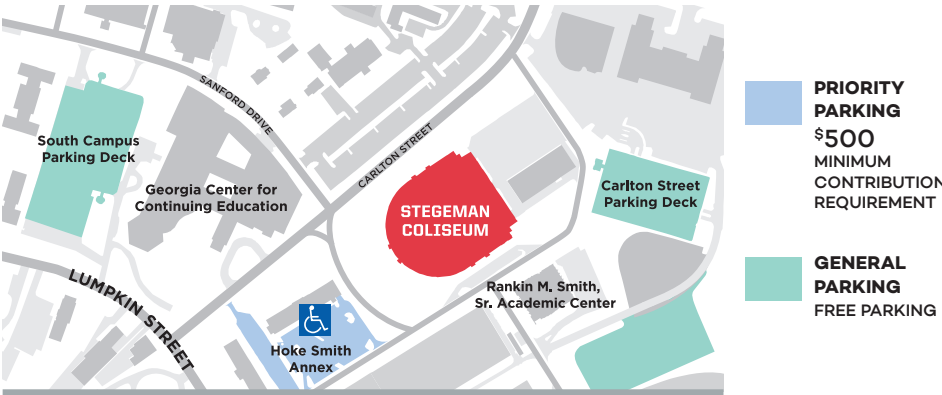 SANFORD DRIVE
South Campus
Parking Deck
CARLTON STREET
Georgia Center for
Continuing Education
Carlton Street
Parking Deck
STEGEMAN
COLISEUM
LUMPKIN STREET
Rankin M. Smith,
Sr. Academic Center
Hoke Smith
Annex
PRIORITY
PARKING
$500
MINIMUM
CONTRIBUTION
REQUIREMENT
GENERAL
PARKING
FREE PARKING